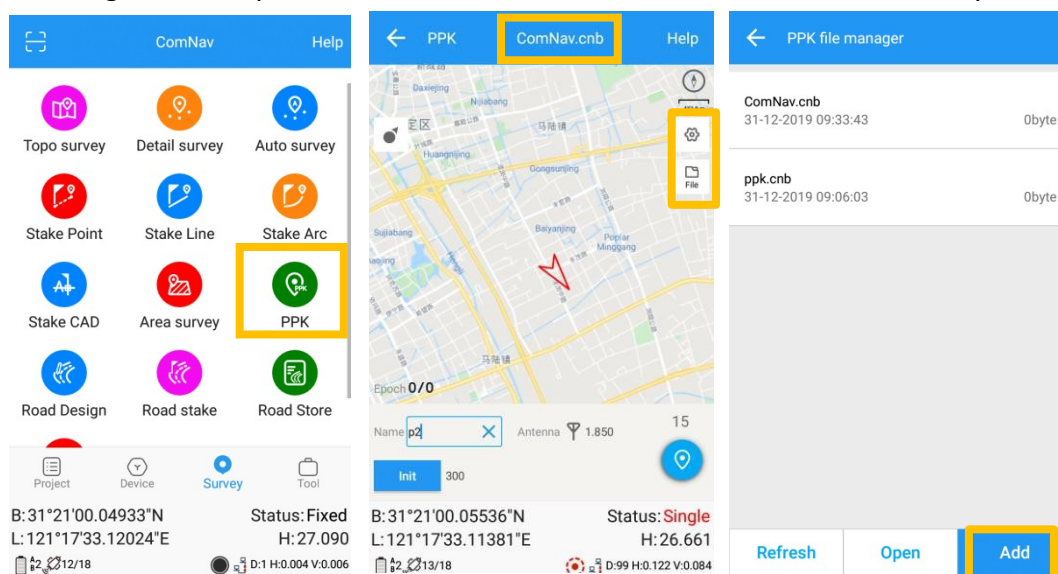 ComNav Help
Topo survey Detail survey Auto survey
Stake Point Stake Line Stake Arc
Stake CAD Area survey PPK
PPK
Road Design Road stake Road Store
Project Device Survey Tool
B:31°21'00.04933"N Status:Fixed
L:121°17'33.12024"E H:27.090
12/18 D:1 H:0.004 V:0.006
PPK ComNav.cnb Help
Daxiejing
Nijiabang
马陆镇
Huangnijing
Gongsunjing
File
Sujiabang
Baiyanjing
Poplar
Minggang
马陆镇
Epoch 0/0
Name p2 Antenna 1.850 15
Init 300
B:31°21'00.05536"N Status:Single
L:121°17'33.11381"E H:26.661
13/18 D:99 H:0.122 V:0.084
PPK file manager
ComNav.cnb
31-12-2019 09:33:43 0byte
ppk.cnb
31-12-2019 09:06:03 0byte
Refresh Open Add